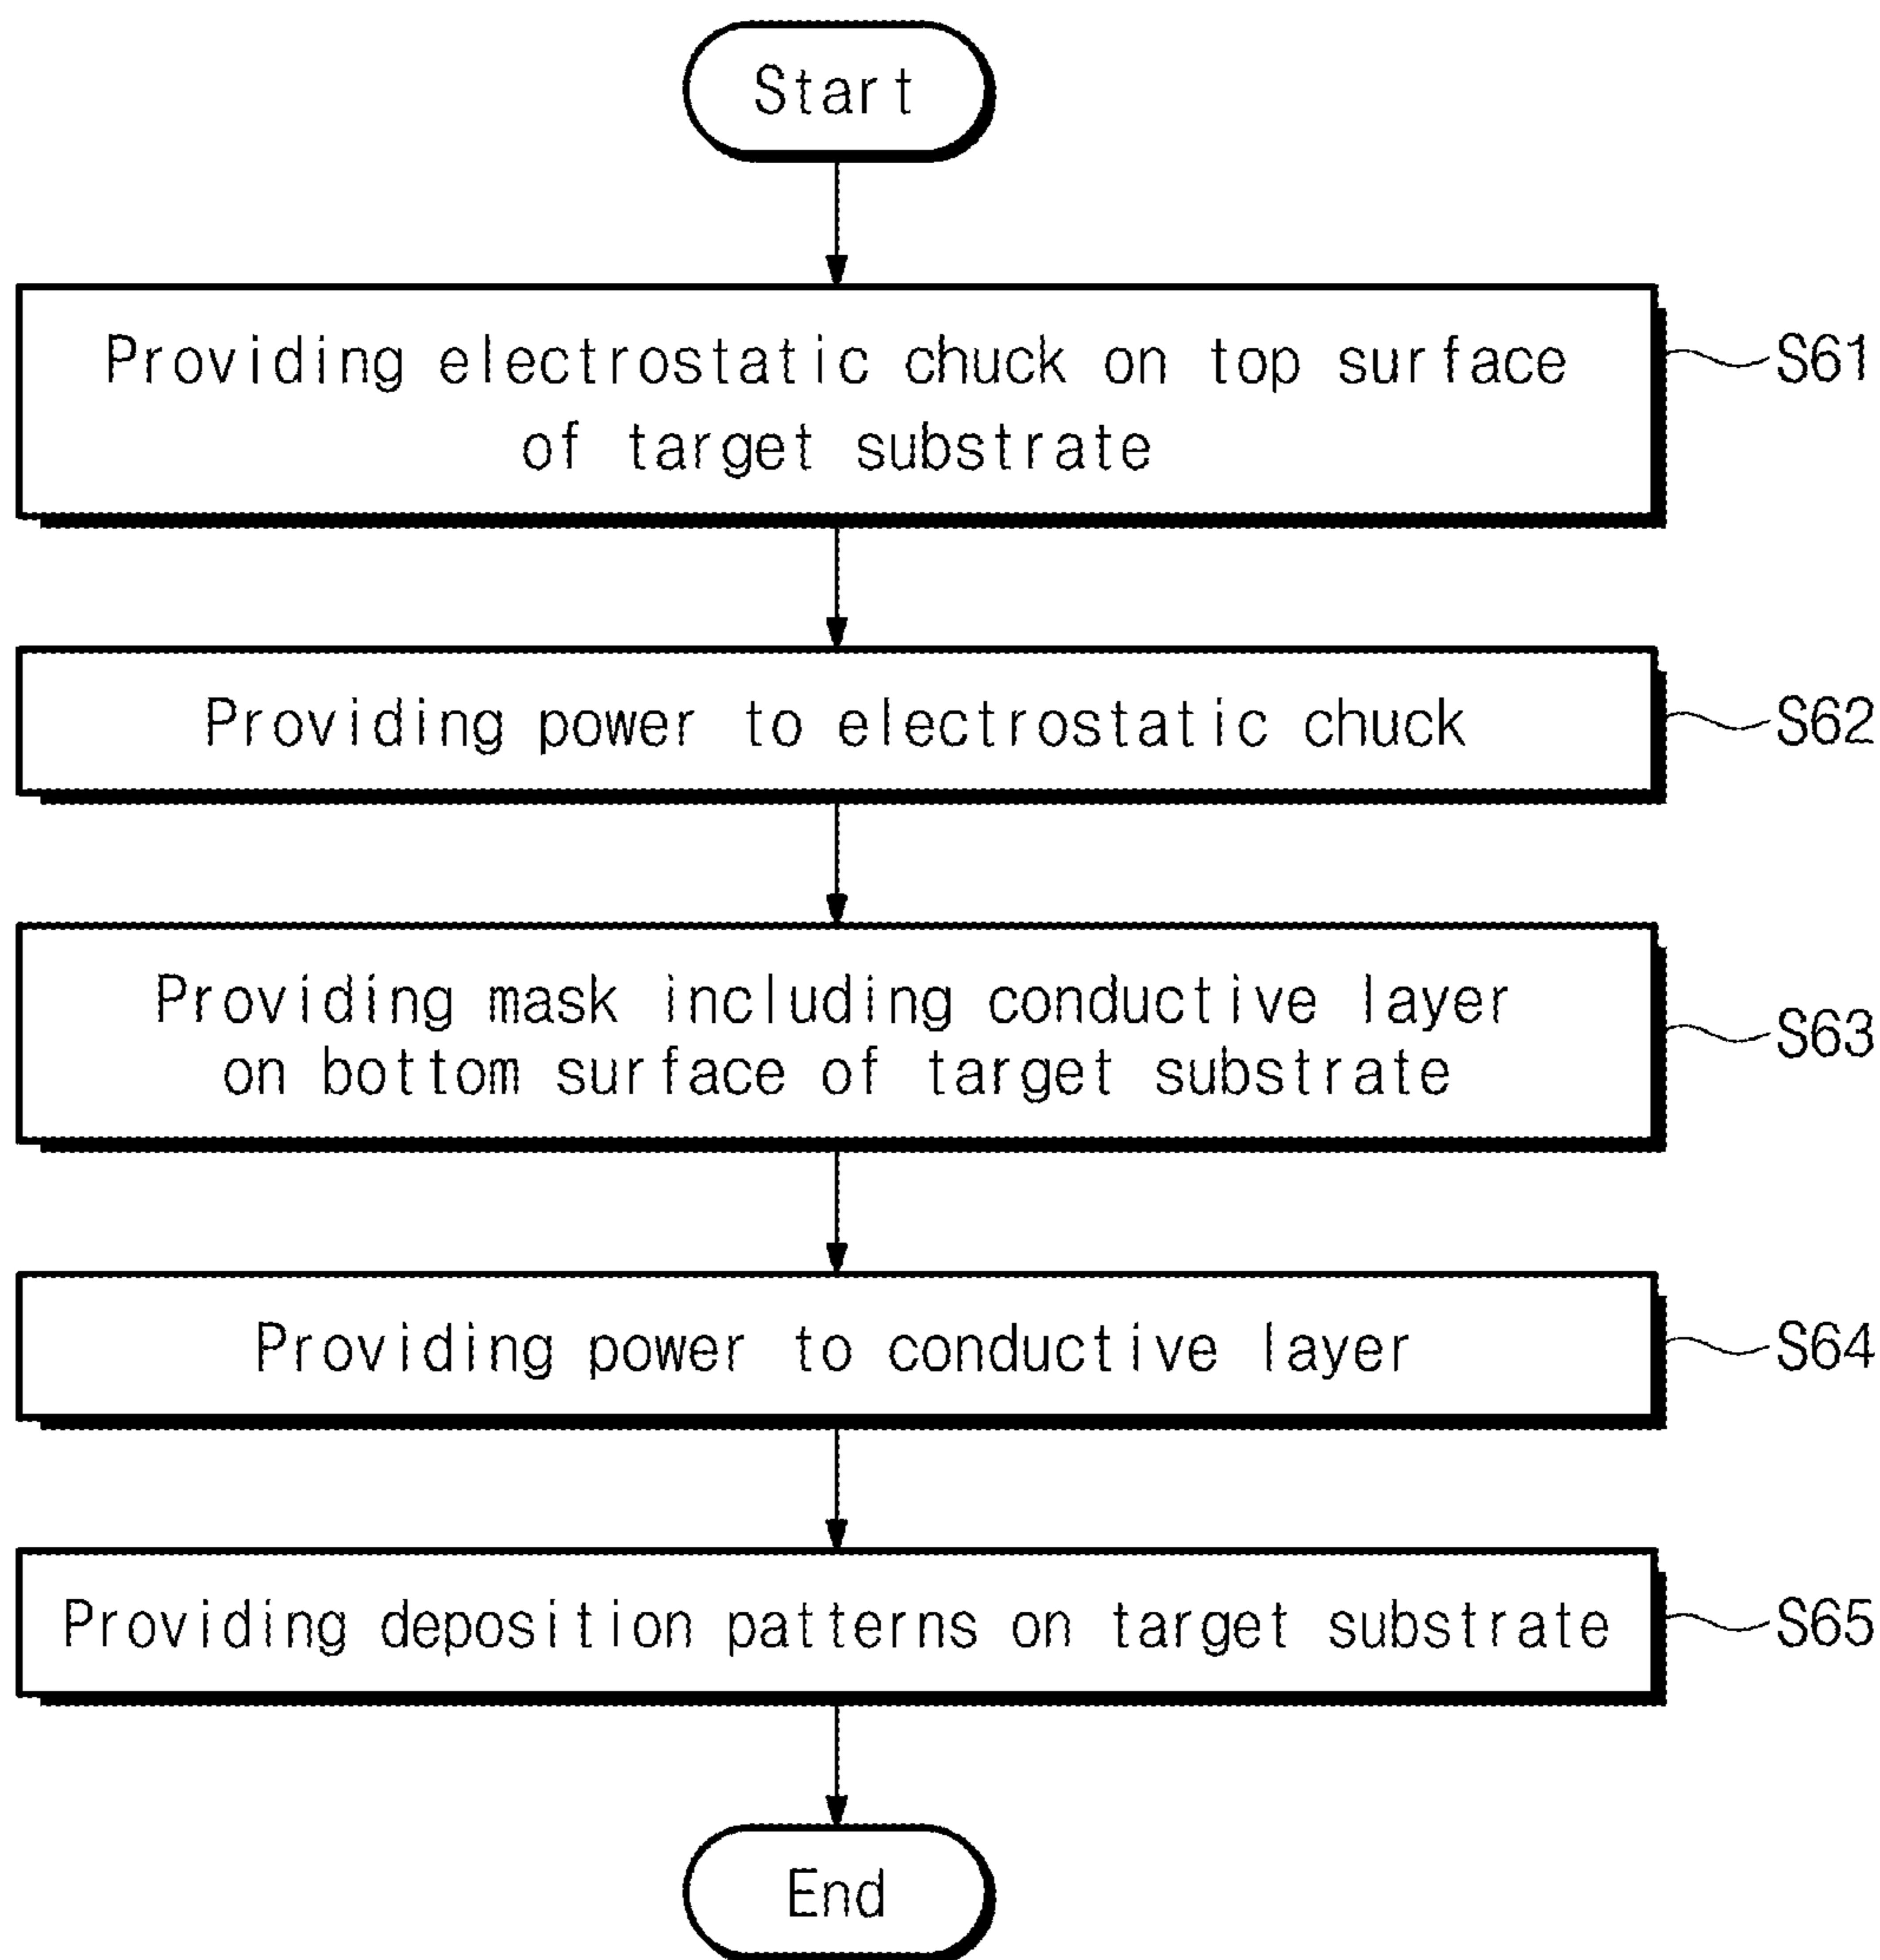 Start
Providing electrostatic chuck on top surface
of target substrate
S61
Providing power to electrostatic chuck
S62
Providing mask including conductive layer
on bottom surface of target substrate
S63
Providing power to conductive layer
S64
Providing deposition patterns on target substrate
S65
End